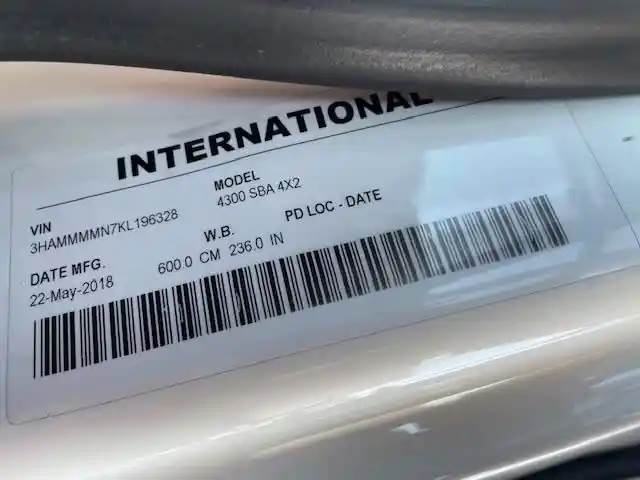 INTERNATIONAL
VIN
3HAMMMMN7KL196328
MODEL
4300 SBA 4X2
DATE MFG.
22-May-2018
W.B.
600.0 CM 236.0 IN
PD LOC - DATE